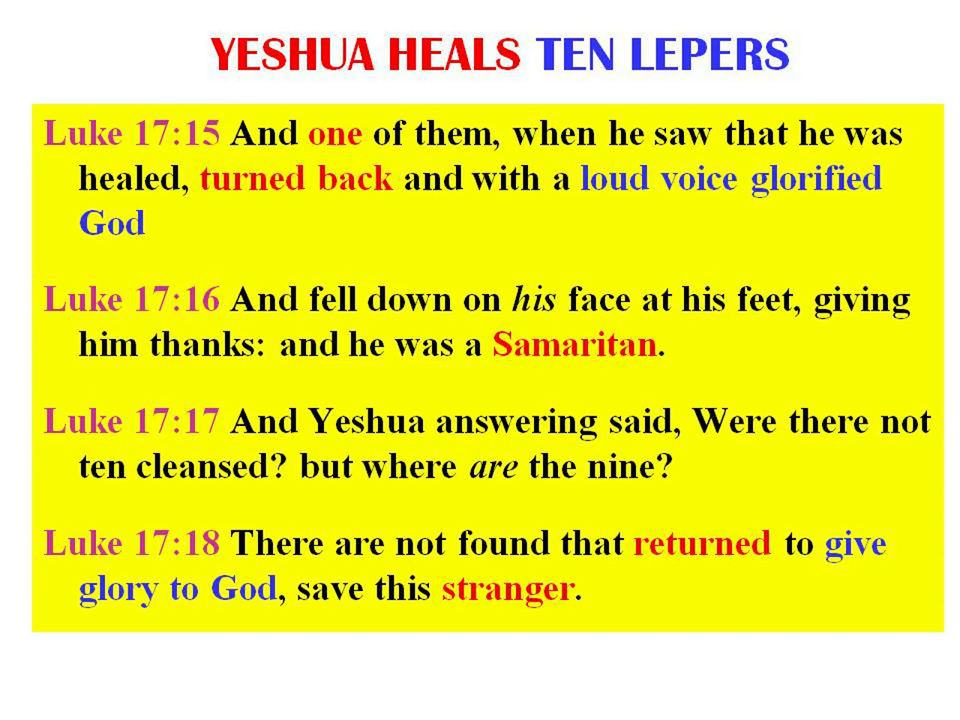 YESHUA HEALS TEN LEPERS
Luke 17:15 And one of them, when he saw that he was
healed, turned back and with a loud voice glorified
God
Luke 17:16 And fell down on his face at his feet, giving
him thanks: and he was a Samaritan.
Luke 17:17 And Yeshua answering said, Were there not
ten cleansed? but where are the nine?
Luke 17:18 There are not found that returned to give
glory to God, save this stranger.